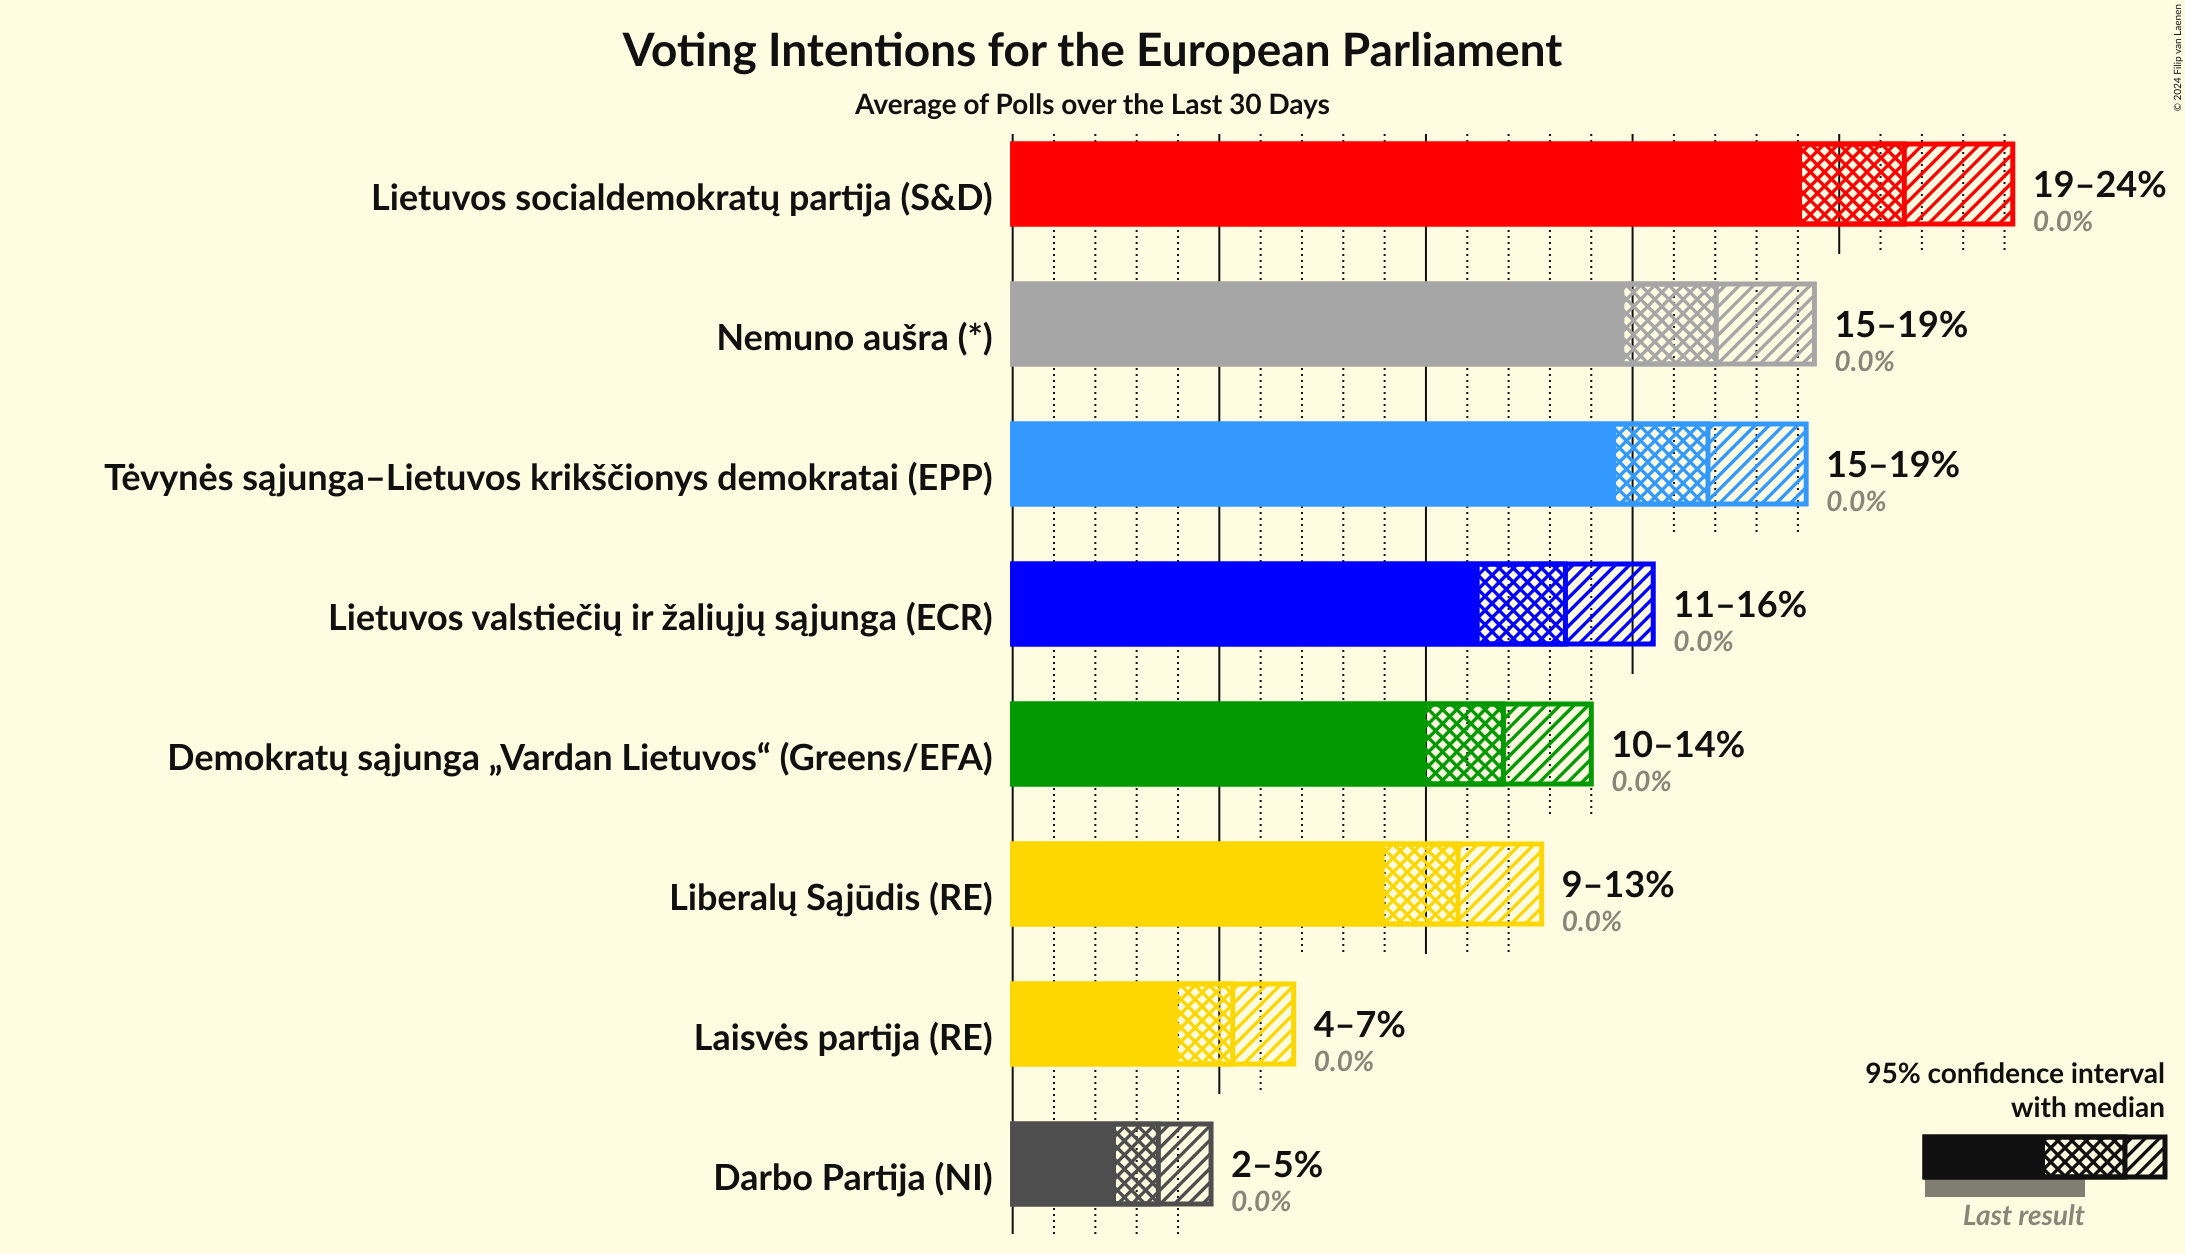 Voting Intentions for the European Parliament
Average of Polls over the Last 30 Days
© 2024 Filip van Laenen
Lietuvos socialdemokratų partija (S&D)
19–24%
0.0%
Nemuno aušra (*)
15–19%
0.0%
Tėvynės sąjunga–Lietuvos krikščionys demokratai (EPP)
15–19%
0.0%
Lietuvos valstiečių ir žaliųjų sąjunga (ECR)
11–16%
0.0%
Demokratų sąjunga „Vardan Lietuvos“ (Greens/EFA)
10–14%
0.0%
Liberalų Sąjūdis (RE)
9–13%
0.0%
Laisvės partija (RE)
4–7%
0.0%
Darbo Partija (NI)
2–5%
0.0%
95% confidence interval
with median
Last result